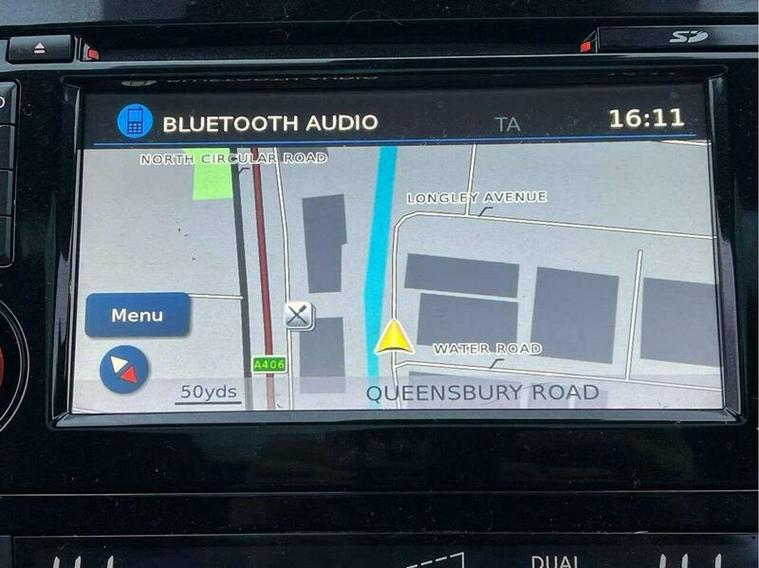 SD
BLUETOOTH AUDIO
TA
16:11
NORTH CIRCULAR ROAD
LONGLEY AVENUE
Menu
WATER ROAD
A406
50yds
QUEENSBURY ROAD
DUAL